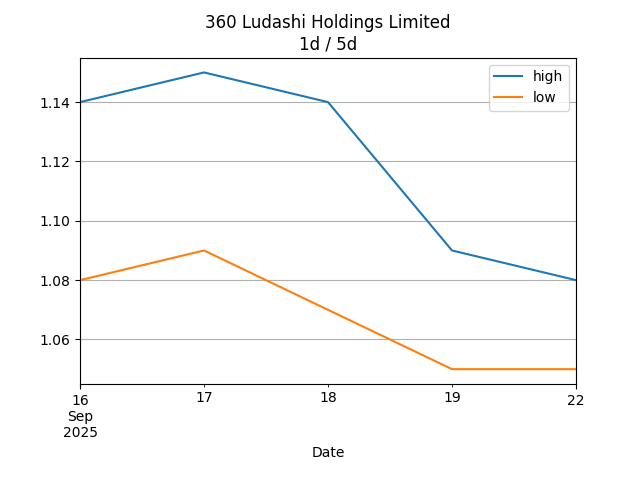 360 Ludashi Holdings Limited
1d / 5d
high
low
1.14
1.12
1.10
1.08
1.06
16
Sep
2025
17
18
19
22
Date